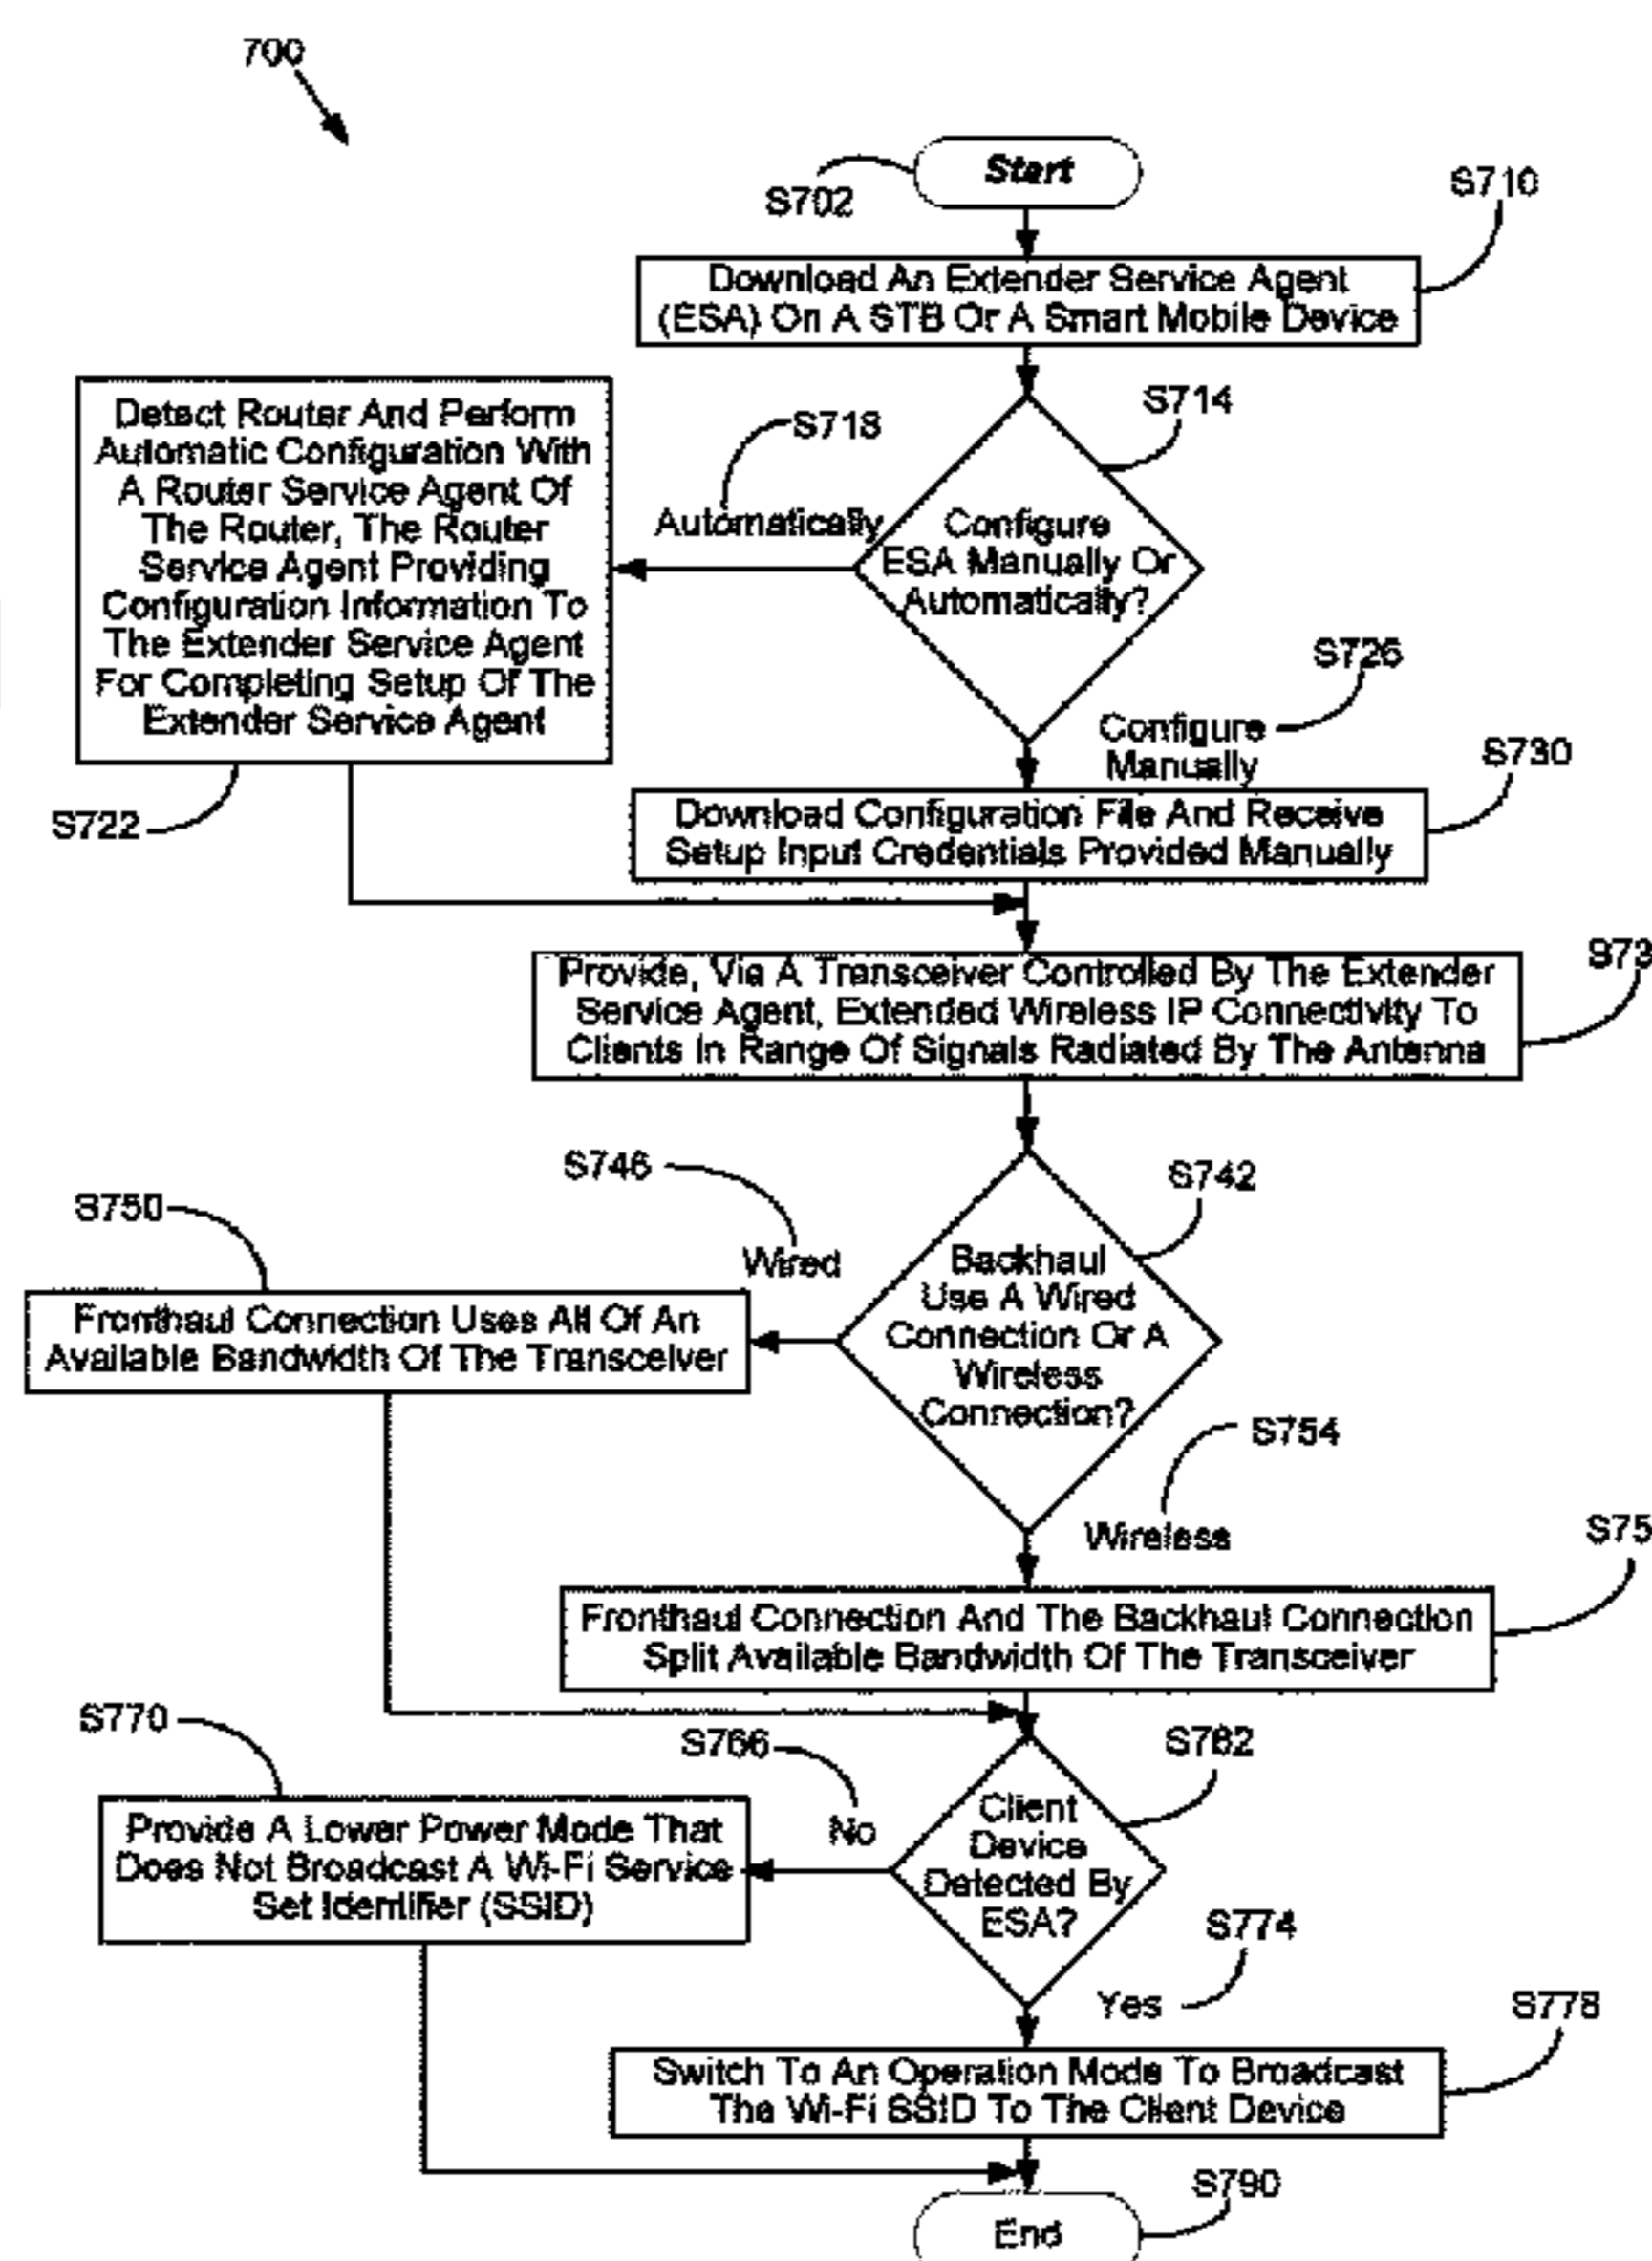 700
Start
S702
S710
Download An Extender Service Agent
(ESA) On A STB Or A Smart Mobile Device
S714
S718
Automatically
Configure
ESA Manually Or
Automatically?
Detect Router And Perform
Automatic Configuration With
A Router Service Agent Of
The Router, The Router
Service Agent Providing
Configuration Information To
The Extender Service Agent
For Completing Setup Of The
Extender Service Agent
S722
S726
Configure
Manually
S730
Download Configuration File And Receive
Setup Input Credentials Provided Manually
S73
Provide, Via A Transceiver Controlled By The Extender
Service Agent, Extended Wireless IP Connectivity To
Clients In Range Of Signals Radiated By The Antenna
S742
S746
Wired
Backhaul
Use A Wired
Connection Or A
Wireless
Connection?
S750
Fronthaul Connection Uses All Of An
Available Bandwidth Of The Transceiver
S754
Wireless
S75
Fronthaul Connection And The Backhaul Connection
Split Available Bandwidth Of The Transceiver
S762
S766
No
Client
Device
Detected By
ESA?
S770
Provide A Lower Power Mode That
Does Not Broadcast A Wi-Fi Service
Set Identifier (SSID)
S774
Yes
S778
Switch To An Operation Mode To Broadcast
The Wi-Fi SSID To The Client Device
S790
End